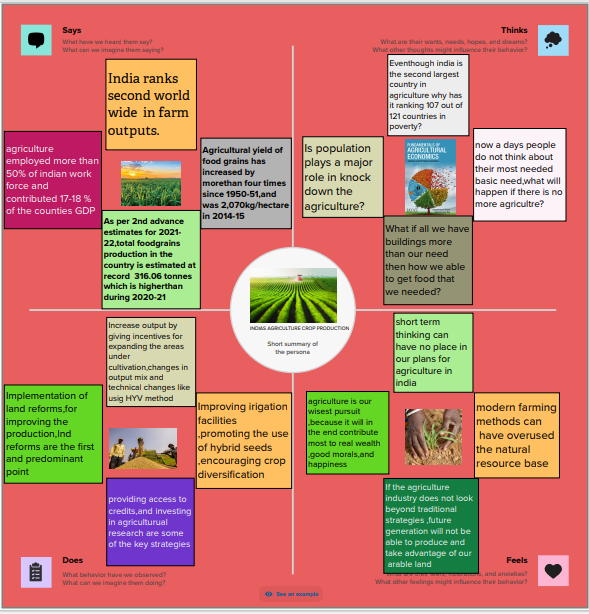 Says
What have we heard them say?
What can we imagine them saying?
Thinks
What are their wants, needs, hopes, and dreams?
What other thoughts might influence their behavior?
India ranks
second world
wide in farm
outputs.
agriculture
employed more than
50% of indian work
force and
contributed 17-18 %
of the counties GDP
Agricultural yield of
food grains has
increased by
morethan four times
since 1950-51,and
was 2,070kg/hectare
in 2014-15
As per 2nd advance
estimates for 2021-
22,total foodgrains
production in the
country is estimated at
record 316.06 tonnes
which is higherthan
during 2020-21
Eventhough india is
the second largest
country in
agriculture why has
it ranking 107 out of
121 countries in
poverty?
Is population
plays a major
role in knock
down the
agriculture?
FUNDAMENTALS OF
AGRICULTURAL
ECONOMICS
now a days people
do not think about
their most needed
basic need,what will
happen if there is no
more agricultre?
What if all we have
buildings more
than our need
then how we able
to get food that
we needed?
INDIAS AGRICULTURE CROP PRODUCTION
Short summary of
the persona
Increase output by
giving incentives for
expanding the areas
under
cultivation,changes in
output mix and
technical changes like
usig HYV method
Implementation of
land reforms,for
improving the
production,lnd
reforms are the first
and predominant
point
Improving irigation
facilities
,promoting the use
of hybrid seeds
,encouraging crop
diversification
providing access to
credits,and investing
in agriculturual
research are some
of the key strategies
short term
thinking can
have no place in
our plans for
agriculture in
india
agriculture is our
wisest pursuit
,because it will in
the end contribute
most to real wealth
,good morals,and
happiness
modern farming
methods can
have overused
the natural
resource base
If the agriculture
industry does not look
beyond traditional
strategies ,future
generation will not be
able to produce and
take advantage of our
arable land
Does
What behavior have we observed?
What can we imagine them doing?
Feels
and anxieties?
What other feelings might influence their behavior?
See an example